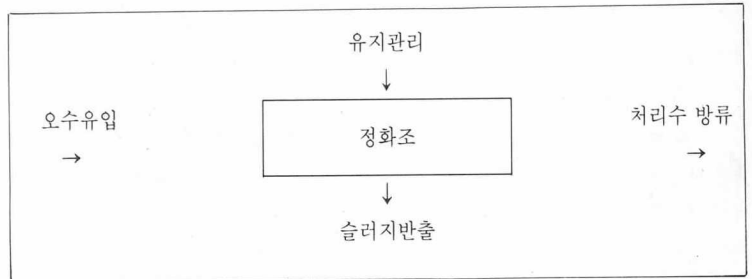 유지관리
↓
오수유입
→
정화조
처리수 방류
→
↓
슬러지반출